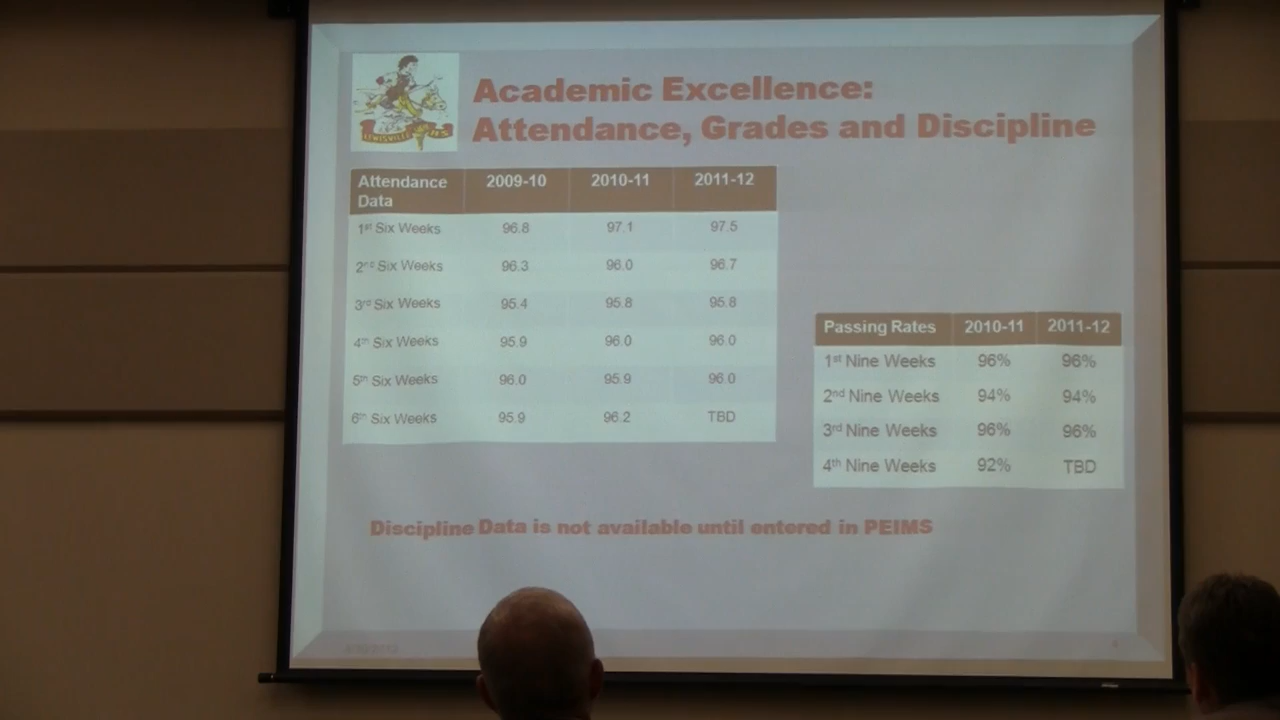 Academic Excellence:
Attendance, Grades and Discipline
LEWISVILLE HS
Attendance Data 2009-10 2010-11 2011-12
1st Six Weeks 96.8 97.1 97.5
2nd Six Weeks 96.3 96.0 96.7
3rd Six Weeks 95.4 95.8 95.8
4th Six Weeks 95.9 96.0 96.0
5th Six Weeks 96.0 95.9 96.0
6th Six Weeks 95.9 96.2 TBD
Passing Rates 2010-11 2011-12
1st Nine Weeks 96% 96%
2nd Nine Weeks 94% 94%
3rd Nine Weeks 96% 96%
4th Nine Weeks 92% TBD
Discipline Data is not available until entered in PEIMS